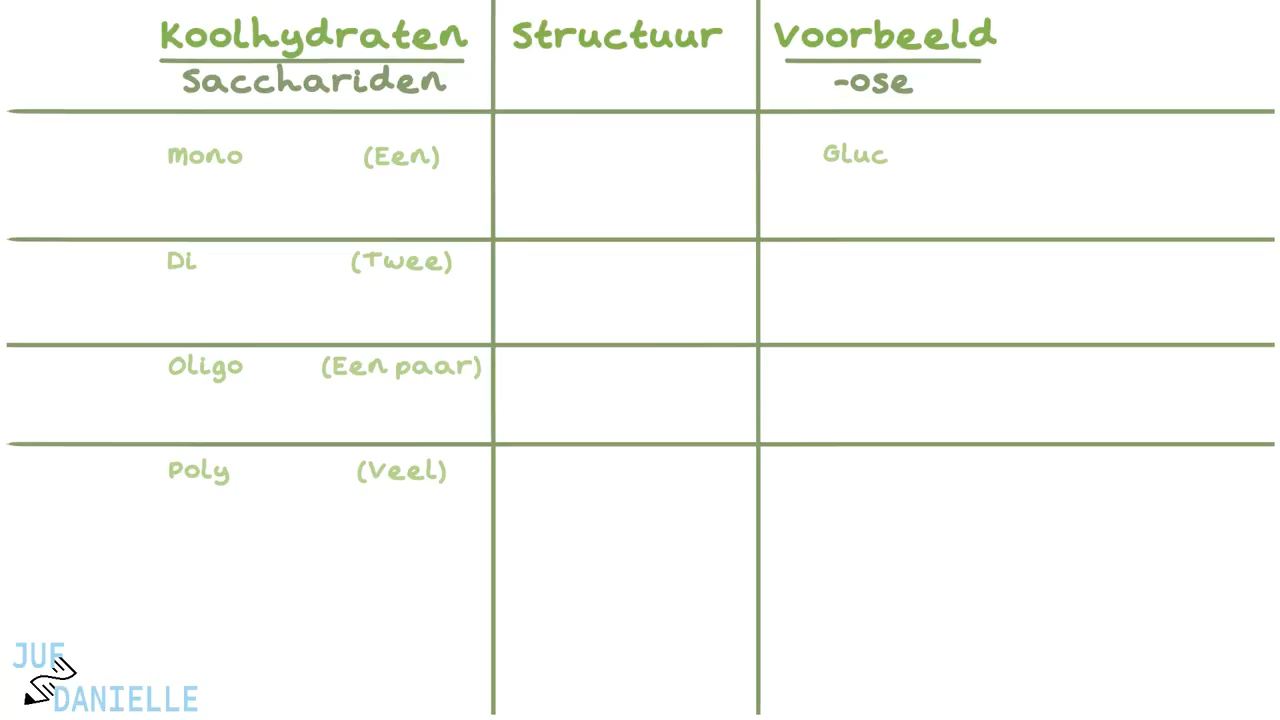 Koolhydraten Structuur Voorbeeld
Sacchariden -ose
Mono (Een) Gluc
Di (Twee)
Oligo (Een paar)
Poly (Veel)
JUF
DANIELLE